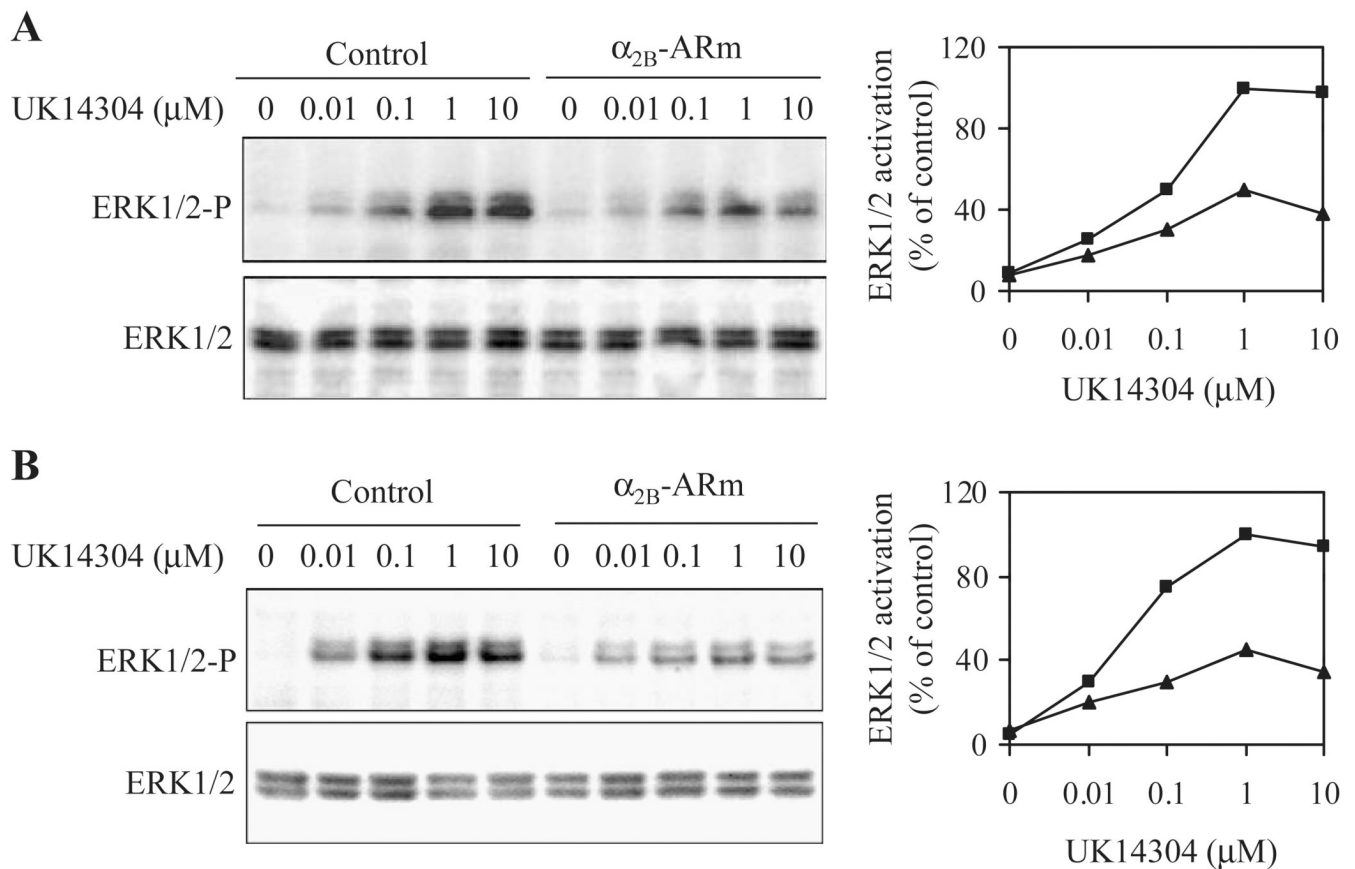 A
Control
α2B-ARm
UK14304 (μM)
0 0.01 0.1 1 10 0 0.01 0.1 1 10
ERK1/2-P
ERK1/2
ERK1/2 activation
(% of control)
120
80
40
0
0 0.01 0.1 1 10
UK14304 (μM)
B
Control
α2B-ARm
UK14304 (μM)
0 0.01 0.1 1 10 0 0.01 0.1 1 10
ERK1/2-P
ERK1/2
ERK1/2 activation
(% of control)
120
80
40
0
0 0.01 0.1 1 10
UK14304 (μM)